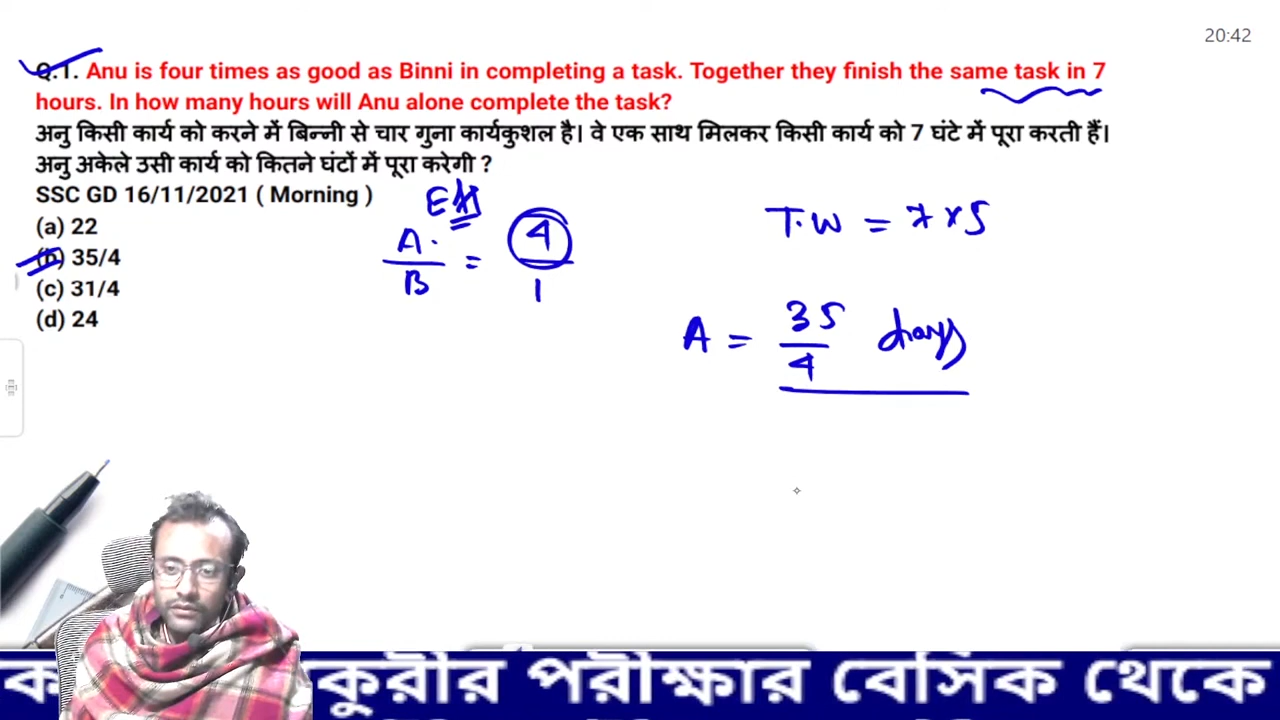 20:42
Q.1. Anu is four times as good as Binni in completing a task. Together they finish the same task in 7
hours. In how many hours will Anu alone complete the task?
अनु किसी कार्य को करने में बिन्नी से चार गुना कार्यकुशल है। वे एक साथ मिलकर किसी कार्य को 7 घंटे में पूरा करती हैं।
अनु अकेले उसी कार्य को कितने घंटों में पूरा करेगी ?
SSC GD 16/11/2021 ( Morning )
(a) 22
(b) 35/4
(c) 31/4
(d) 24
A/B = 4/1
T.W = 7 x 5
A = 35/4 days
পরীক্ষার বেসিক থেকে